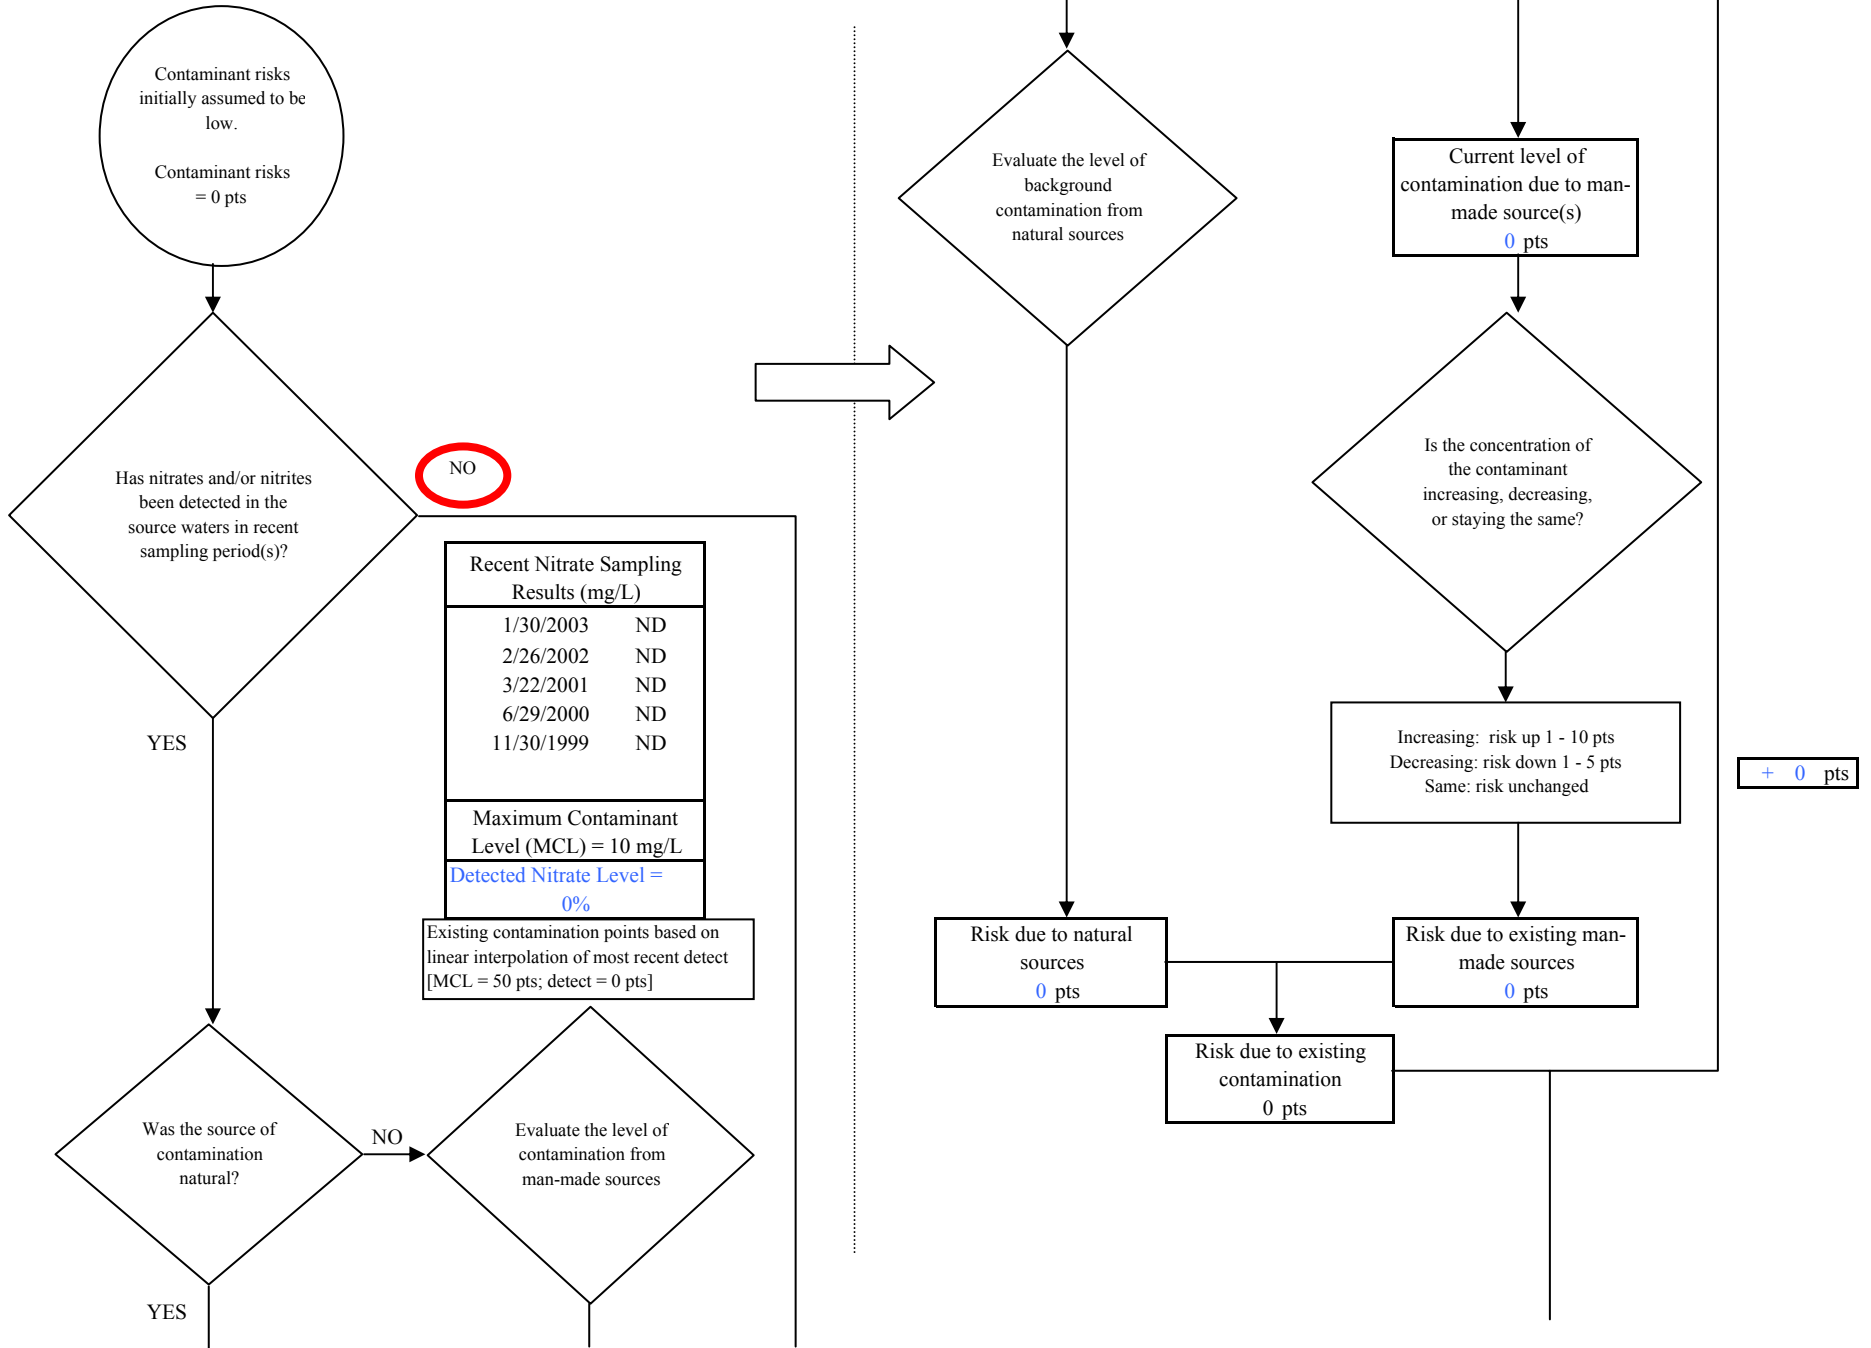 Contaminant risks
initially assumed to be
low.
Contaminant risks
= 0 pts
Has nitrates and/or nitrites
been detected in the
source waters in recent
sampling period(s)?
NO
YES
Recent Nitrate Sampling
Results (mg/L)
1/30/2003 ND
2/26/2002 ND
3/22/2001 ND
6/29/2000 ND
11/30/1999 ND
Maximum Contaminant
Level (MCL) = 10 mg/L
Detected Nitrate Level =
0%
Existing contamination points based on
linear interpolation of most recent detect
[MCL = 50 pts; detect = 0 pts]
Was the source of
contamination
natural?
NO
YES
Evaluate the level of
contamination from
man-made sources
Evaluate the level of
background
contamination from
natural sources
Current level of
contamination due to man-
made source(s)
0 pts
Is the concentration of
the contaminant
increasing, decreasing,
or staying the same?
Increasing: risk up 1 - 10 pts
Decreasing: risk down 1 - 5 pts
Same: risk unchanged
+ 0 pts
Risk due to natural
sources
0 pts
Risk due to existing man-
made sources
0 pts
Risk due to existing
contamination
0 pts